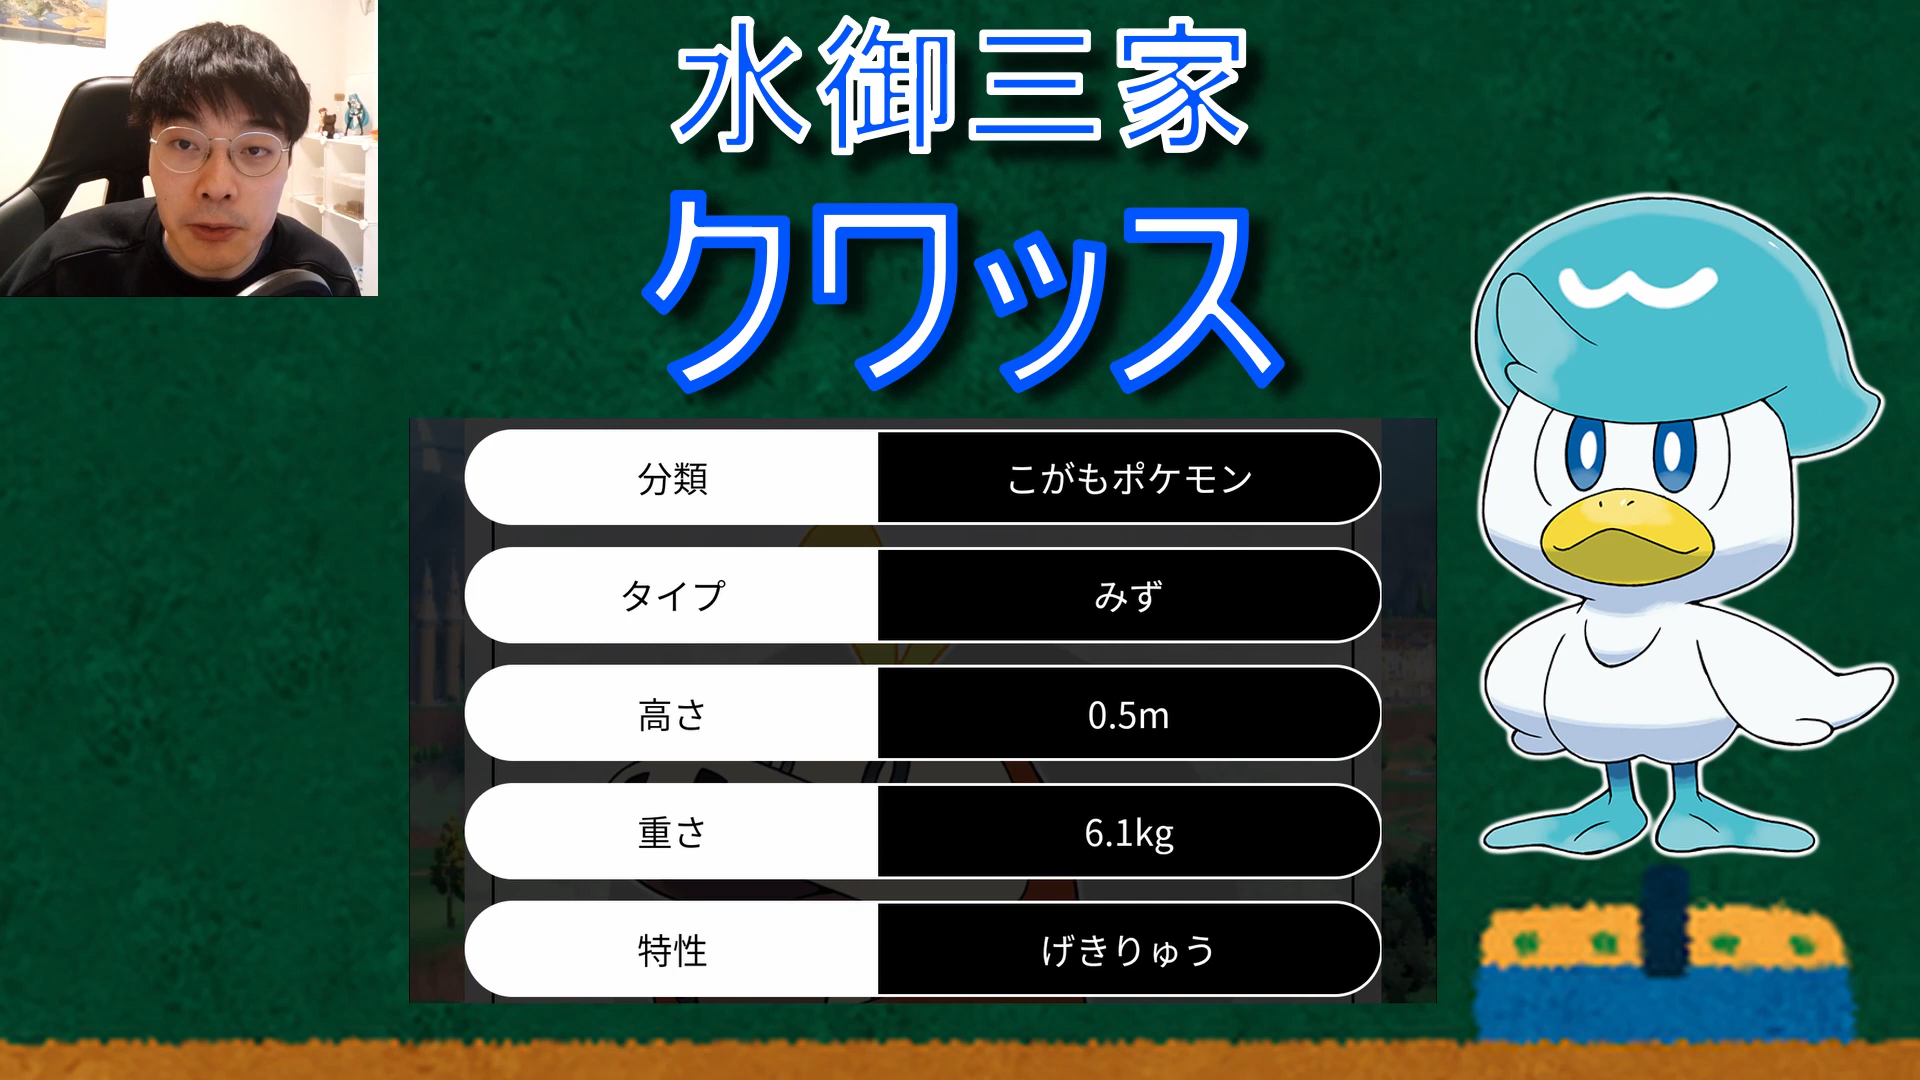 水御三家
クワッス
分類 こがもポケモン
タイプ みず
高さ 0.5m
重さ 6.1kg
特性 げきりゅう